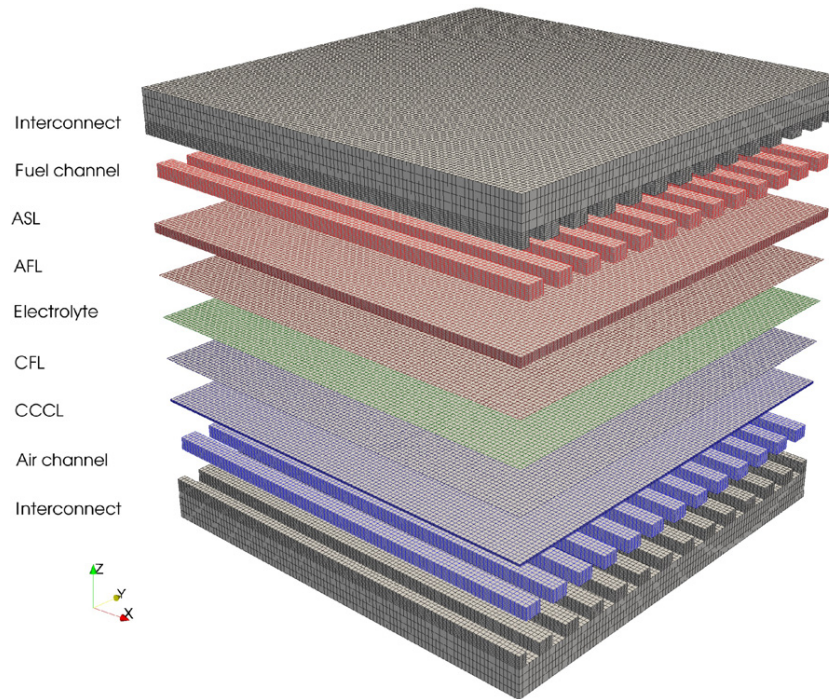 Interconnect
Fuel channel
ASL
AFL
Electrolyte
CFL
CCCL
Air channel
Interconnect
Z
Y
X